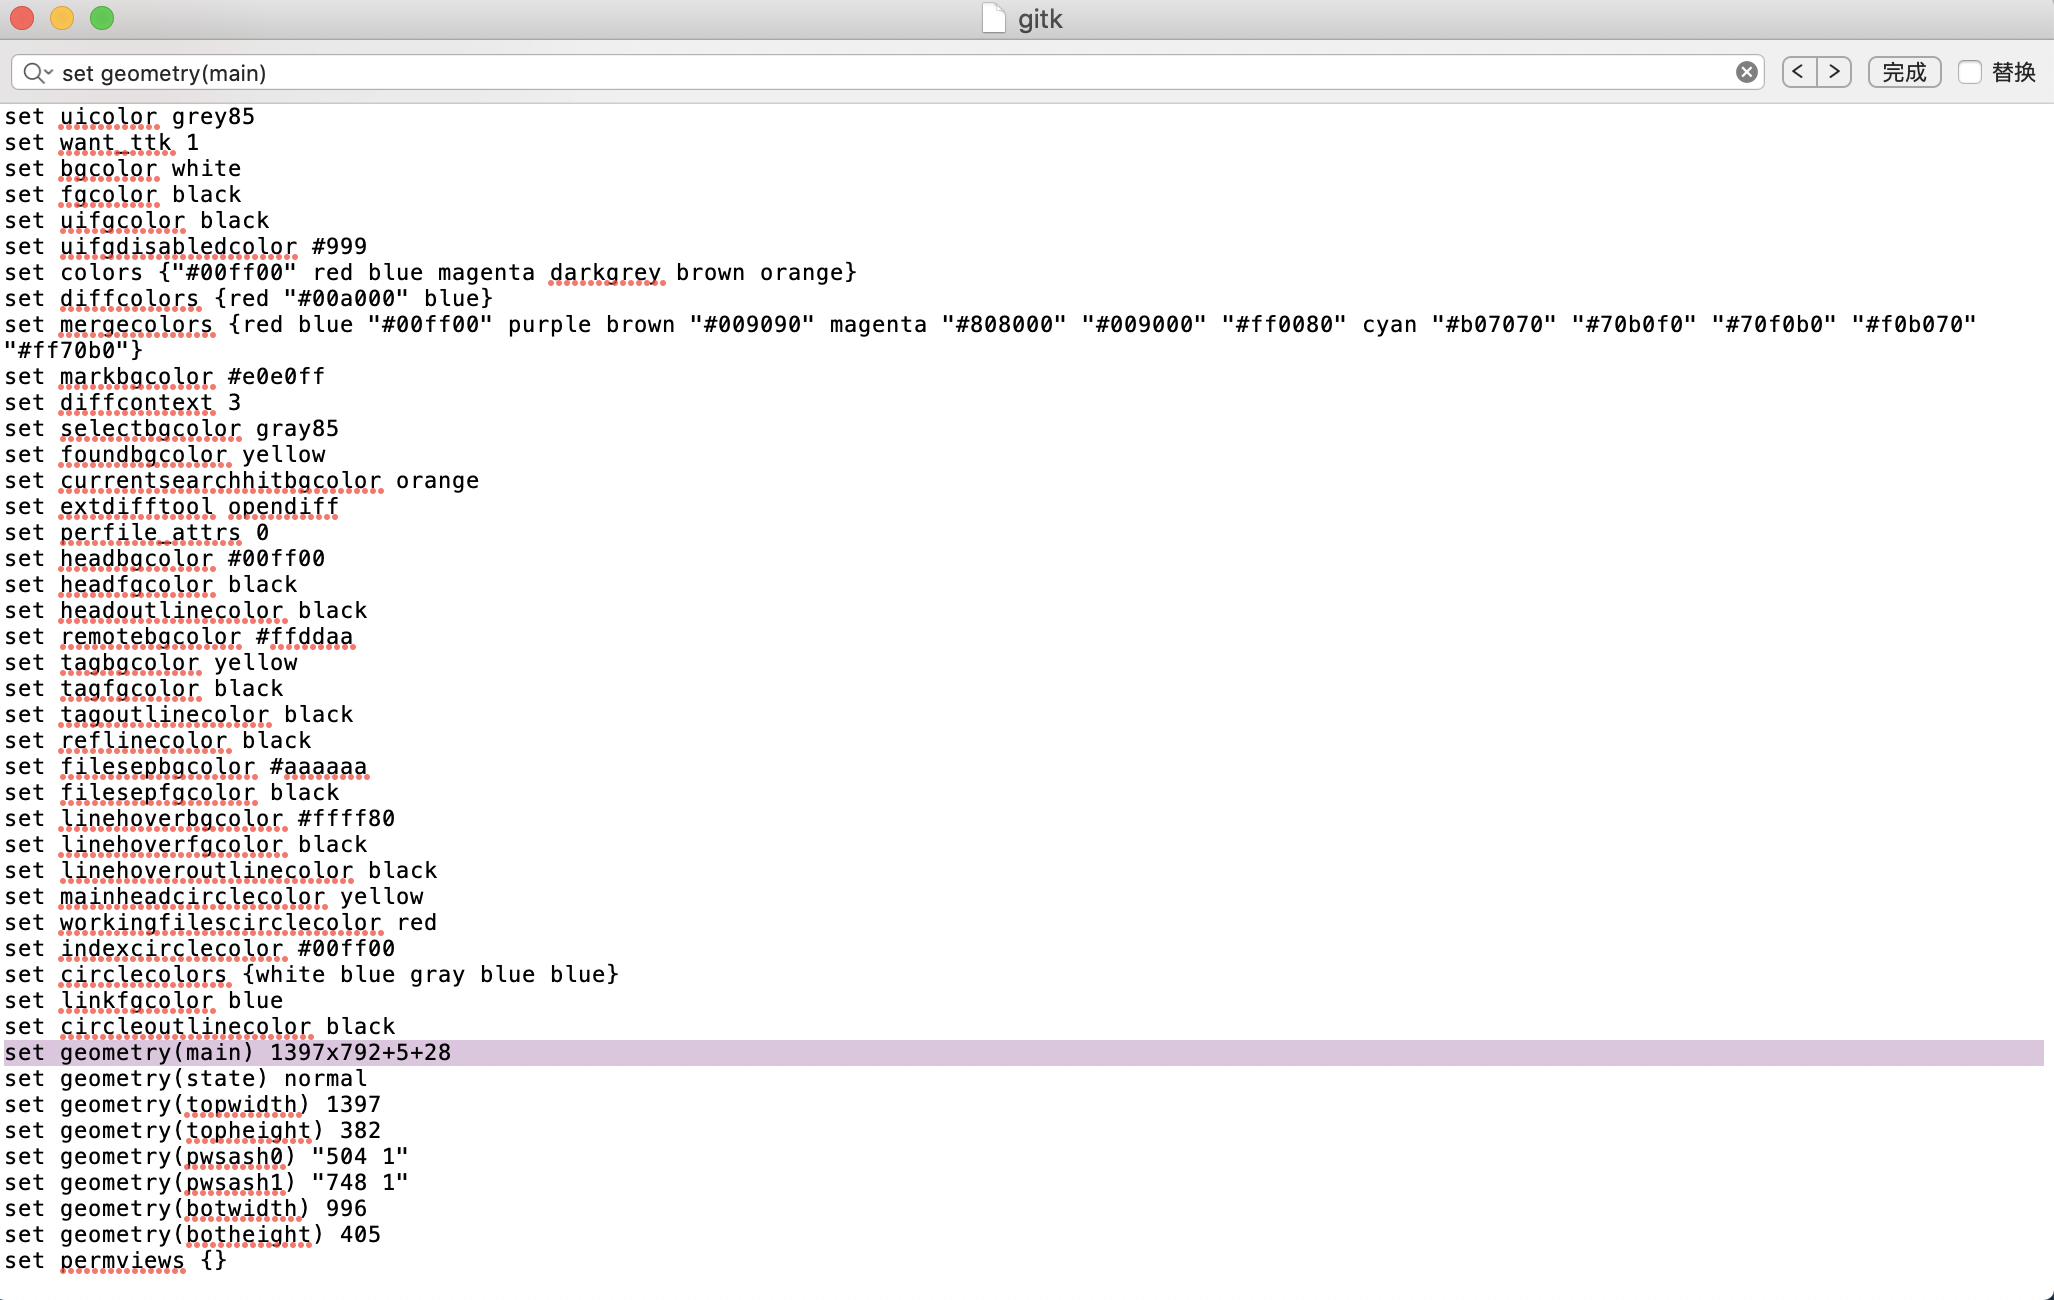 gitk
set geometry(main)
< > 完成 替换
set uicolor grey85
set want_ttk 1
set bgcolor white
set fgcolor black
set uifgcolor black
set uifgdisabledcolor #999
set colors {"#00ff00" red blue magenta darkgrey brown orange}
set diffcolors {red "#00a000" blue}
set mergecolors {red blue "#00ff00" purple brown "#009090" magenta "#808000" "#009000" "#ff0080" cyan "#b07070" "#70b0f0" "#70f0b0" "#f0b070"
"#ff70b0"}
set markbgcolor #e0e0ff
set diffcontext 3
set selectbgcolor gray85
set foundbgcolor yellow
set currentsearchhitbgcolor orange
set extdifftool opendiff
set perfile_attrs 0
set headbgcolor #00ff00
set headfgcolor black
set headoutlinecolor black
set remotebgcolor #ffddaa
set tagbgcolor yellow
set tagfgcolor black
set tagoutlinecolor black
set reflinecolor black
set filesepbgcolor #aaaaaa
set filesepfgcolor black
set linehoverbgcolor #ffff80
set linehoverfgcolor black
set linehoveroutlinecolor black
set mainheadcirclecolor yellow
set workingfilescirclecolor red
set indexcirclecolor #00ff00
set circlecolors {white blue gray blue blue}
set linkfgcolor blue
set circleoutlinecolor black
set geometry(main) 1397x792+5+28
set geometry(state) normal
set geometry(topwidth) 1397
set geometry(topheight) 382
set geometry(pwsash0) "504 1"
set geometry(pwsash1) "748 1"
set geometry(botwidth) 996
set geometry(botheight) 405
set permviews {}